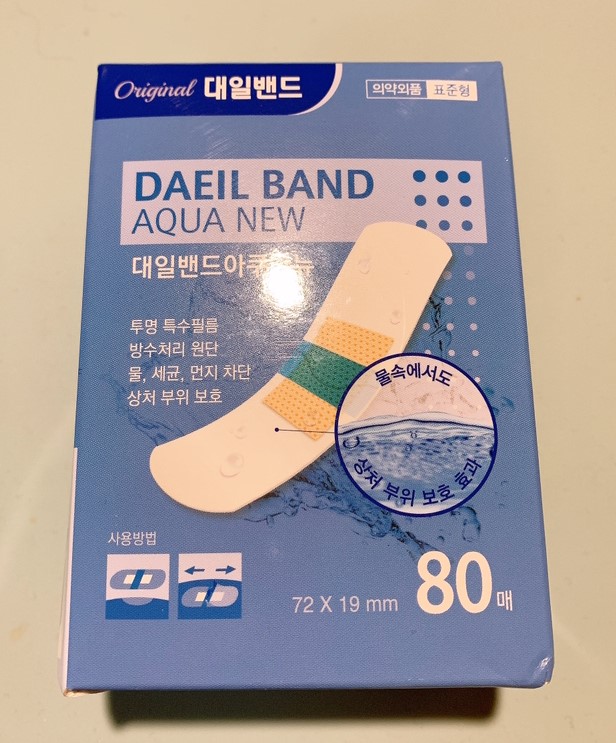 Original 대일밴드
의약외품 표준형
DAEIL BAND
AQUA NEW
대일밴드아쿠아뉴
투명 특수필름
방수처리 원단
물, 세균, 먼지 차단
상처 부위 보호
물속에서도
상처 부위 보호 효과
사용방법
72 X 19 mm 80매